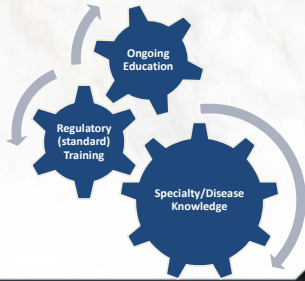 Ongoing
Education
Regulatory
(standard)
Training
Specialty/Disease
Knowledge